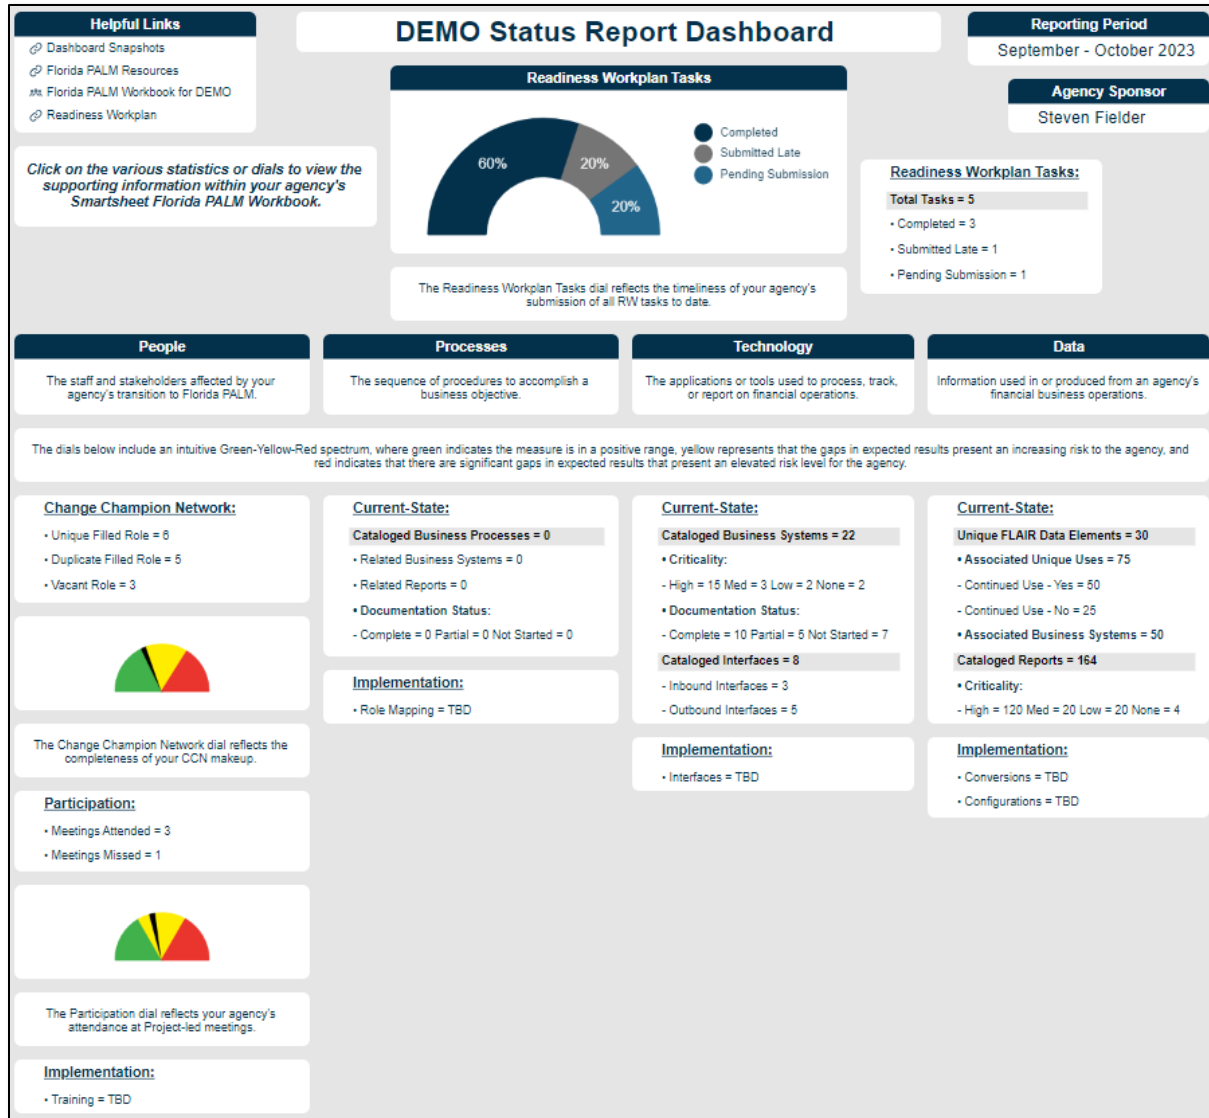 Helpful Links
Dashboard Snapshots
Florida PALM Resources
Florida PALM Workbook for DEMO
Readiness Workplan
DEMO Status Report Dashboard
Reporting Period
September - October 2023
Agency Sponsor
Steven Fielder
Click on the various statistics or dials to view the
supporting information within your agency's
Smartsheet Florida PALM Workbook.
Readiness Workplan Tasks
60%
20%
20%
Completed
Submitted Late
Pending Submission
The Readiness Workplan Tasks dial reflects the timeliness of your agency's
submission of all RW tasks to date.
Readiness Workplan Tasks:
Total Tasks = 5
• Completed = 3
• Submitted Late = 1
• Pending Submission = 1
People
The staff and stakeholders affected by your
agency's transition to Florida PALM.
Processes
The sequence of procedures to accomplish a
business objective.
Technology
The applications or tools used to process, track,
or report on financial operations.
Data
Information used in or produced from an agency's
financial business operations.
The dials below include an intuitive Green-Yellow-Red spectrum, where green indicates the measure is in a positive range, yellow represents that the gaps in expected results present an increasing risk to the agency, and
red indicates that there are significant gaps in expected results that present an elevated risk level for the agency.
Change Champion Network:
• Unique Filled Role = 6
• Duplicate Filled Role = 5
• Vacant Role = 3
The Change Champion Network dial reflects the
completeness of your CCN makeup.
Participation:
• Meetings Attended = 3
• Meetings Missed = 1
The Participation dial reflects your agency's
attendance at Project-led meetings.
Implementation:
• Training = TBD
Current-State:
Cataloged Business Processes = 0
• Related Business Systems = 0
• Related Reports = 0
• Documentation Status:
- Complete = 0 Partial = 0 Not Started = 0
Implementation:
• Role Mapping = TBD
Current-State:
Cataloged Business Systems = 22
• Criticality:
- High = 15 Med = 3 Low = 2 None = 2
• Documentation Status:
- Complete = 10 Partial = 5 Not Started = 7
Cataloged Interfaces = 8
- Inbound Interfaces = 3
- Outbound Interfaces = 5
Implementation:
• Interfaces = TBD
Current-State:
Unique FLAIR Data Elements = 30
• Associated Unique Uses = 75
- Continued Use - Yes = 50
- Continued Use - No = 25
• Associated Business Systems = 50
Cataloged Reports = 164
• Criticality:
- High = 120 Med = 20 Low = 20 None = 4
Implementation:
• Conversions = TBD
• Configurations = TBD